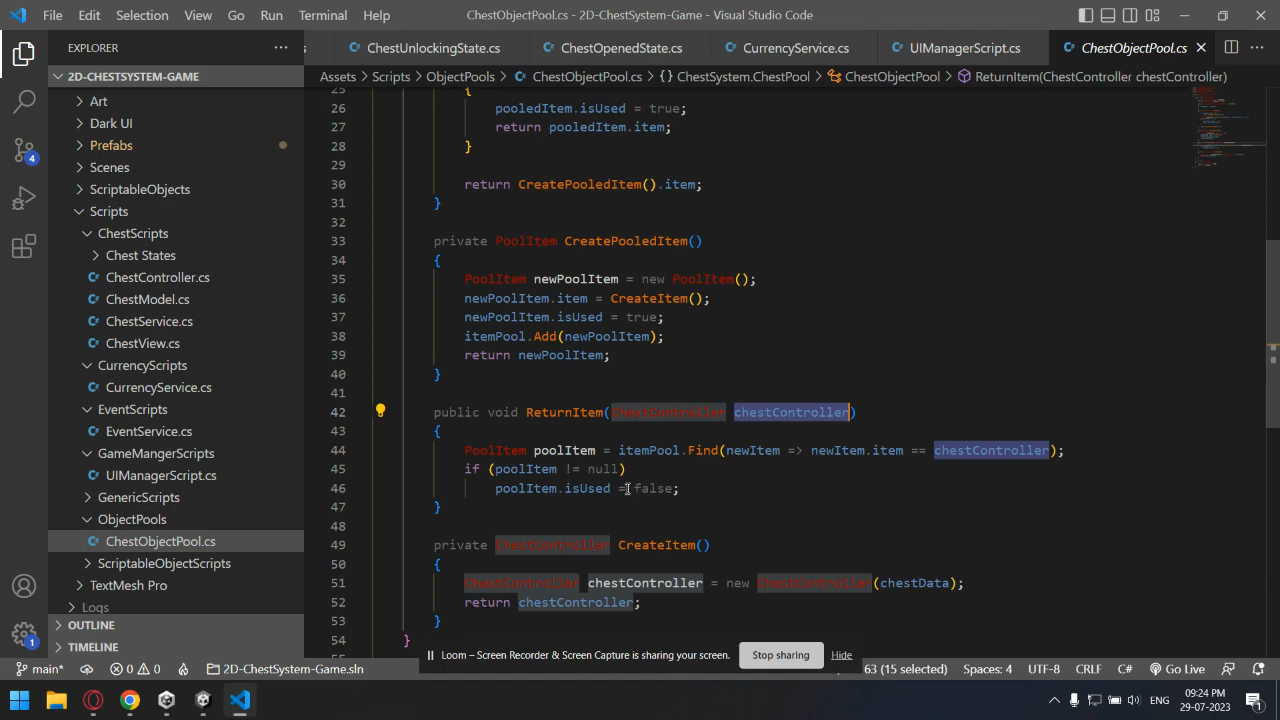 File Edit Selection View Go Run Terminal Help
ChestObjectPool.cs - 2D-ChestSystem-Game - Visual Studio Code
EXPLORER
ChestUnlockingState.cs ChestOpenedState.cs CurrencyService.cs UIManagerScript.cs ChestObjectPool.cs
Assets > Scripts > ObjectPools > ChestObjectPool.cs > {} ChestSystem.ChestPool > ChestObjectPool > ReturnItem(ChestController chestController)
2D-CHESTSYSTEM-GAME
Art
Dark UI
Prefabs
Scenes
ScriptableObjects
Scripts
ChestScripts
Chest States
ChestController.cs
ChestModel.cs
ChestService.cs
ChestView.cs
CurrencyScripts
CurrencyService.cs
EventScripts
EventService.cs
GameMangerScripts
UIManagerScript.cs
GenericScripts
ObjectPools
ChestObjectPool.cs
ScriptableObjectScripts
TextMesh Pro
Logs
OUTLINE
TIMELINE
4
1
25 {
26 pooledItem.isUsed = true;
27 return pooledItem.item;
28 }
29
30 return CreatePooledItem().item;
31 }
32
33 private PoolItem CreatePooledItem()
34 {
35 PoolItem newPoolItem = new PoolItem();
36 newPoolItem.item = CreateItem();
37 newPoolItem.isUsed = true;
38 itemPool.Add(newPoolItem);
39 return newPoolItem;
40 }
41
42 public void ReturnItem(ChestController chestController)
43 {
44 PoolItem poolItem = itemPool.Find(newItem => newItem.item == chestController);
45 if (poolItem != null)
46 poolItem.isUsed = false;
47 }
48
49 private ChestController CreateItem()
50 {
51 ChestController chestController = new ChestController(chestData);
52 return chestController;
53 }
54 }
Loom – Screen Recorder & Screen Capture is sharing your screen. Stop sharing Hide
main* 0 0 2D-ChestSystem-Game.sln 63 (15 selected) Spaces: 4 UTF-8 CRLF C# Go Live
ENG 09:24 PM
29-07-2023
1